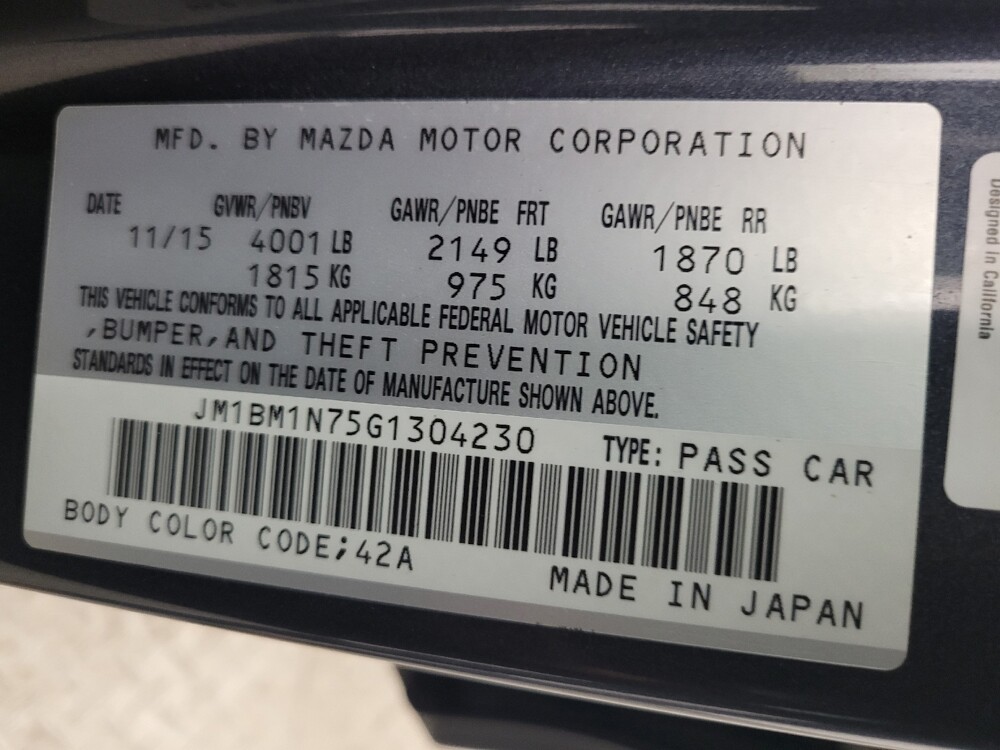 MFD. BY MAZDA MOTOR CORPORATION
DATE GVWR/PNBV GAWR/PNBE FRT GAWR/PNBE RR
11/15 4001 LB 2149 LB 1870 LB
1815 KG 975 KG 848 KG
THIS VEHICLE CONFORMS TO ALL APPLICABLE FEDERAL MOTOR VEHICLE SAFETY
,BUMPER,AND THEFT PREVENTION
STANDARDS IN EFFECT ON THE DATE OF MANUFACTURE SHOWN ABOVE.
JM1BM1N75G1304230 TYPE: PASS CAR
BODY COLOR CODE;42A
MADE IN JAPAN
Designed in California